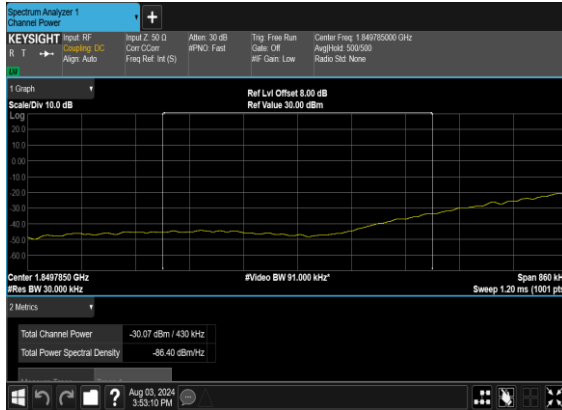 Spectrum Analyzer 1
Channel Power
+
KEYSIGHT Input: RF Input Z: 50 Ω Atten: 30 dB Trig: Free Run Center Freq: 1.849785000 GHz
R T Coupling: DC Corr CCorr #PNO: Fast Gate: Off Avg|Hold: 500/500
Align: Auto Freq Ref: Int (S) #IF Gain: Low Radio Std: None
1 Graph Ref Lvl Offset 8.00 dB
Scale/Div 10.0 dB Ref Value 30.00 dBm
Log
20.0
10.0
0.00
-10.0
-20.0
-30.0
-40.0
-50.0
-60.0
Center 1.8497850 GHz #Video BW 91.000 kHz* Span 860 kH
#Res BW 30.000 kHz Sweep 1.20 ms (1001 pts
2 Metrics
Total Channel Power -30.07 dBm / 430 kHz
Total Power Spectral Density -86.40 dBm/Hz
? Aug 03, 2024
3:53:10 PM